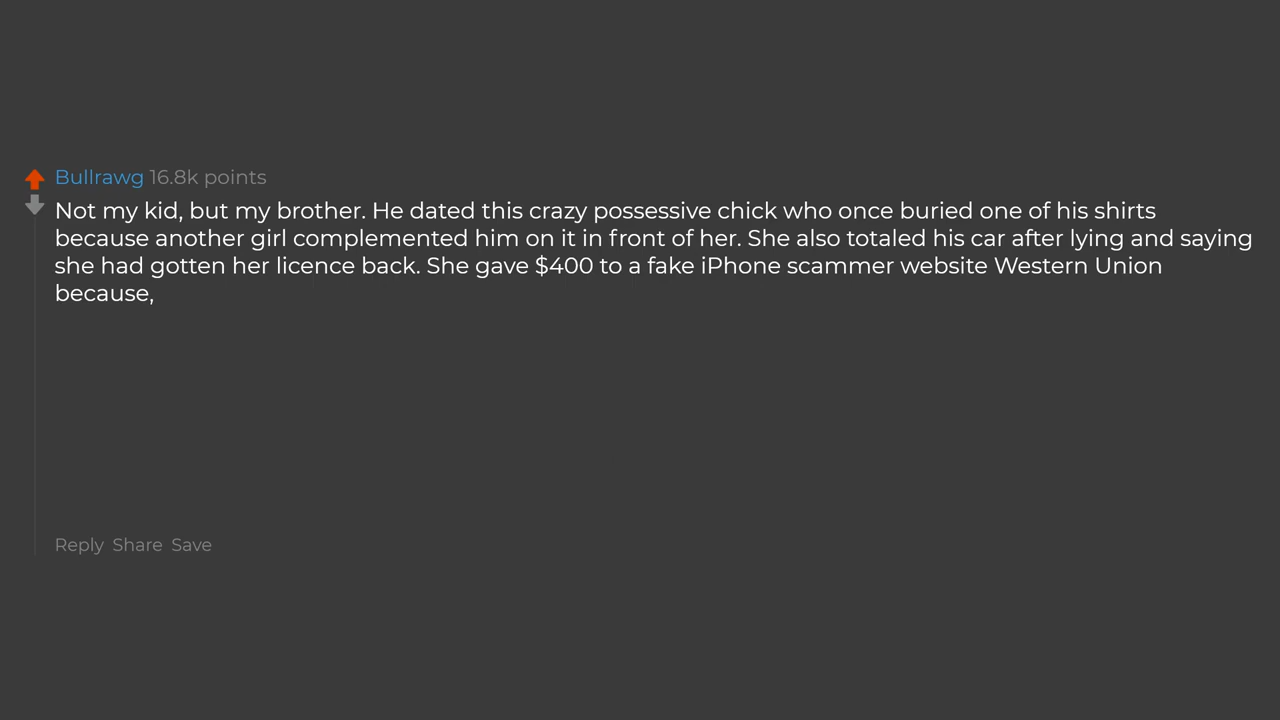 Bullrawg 16.8k points
Not my kid, but my brother. He dated this crazy possessive chick who once buried one of his shirts
because another girl complemented him on it in front of her. She also totaled his car after lying and saying
she had gotten her licence back. She gave $400 to a fake iPhone scammer website Western Union
because,
Reply Share Save